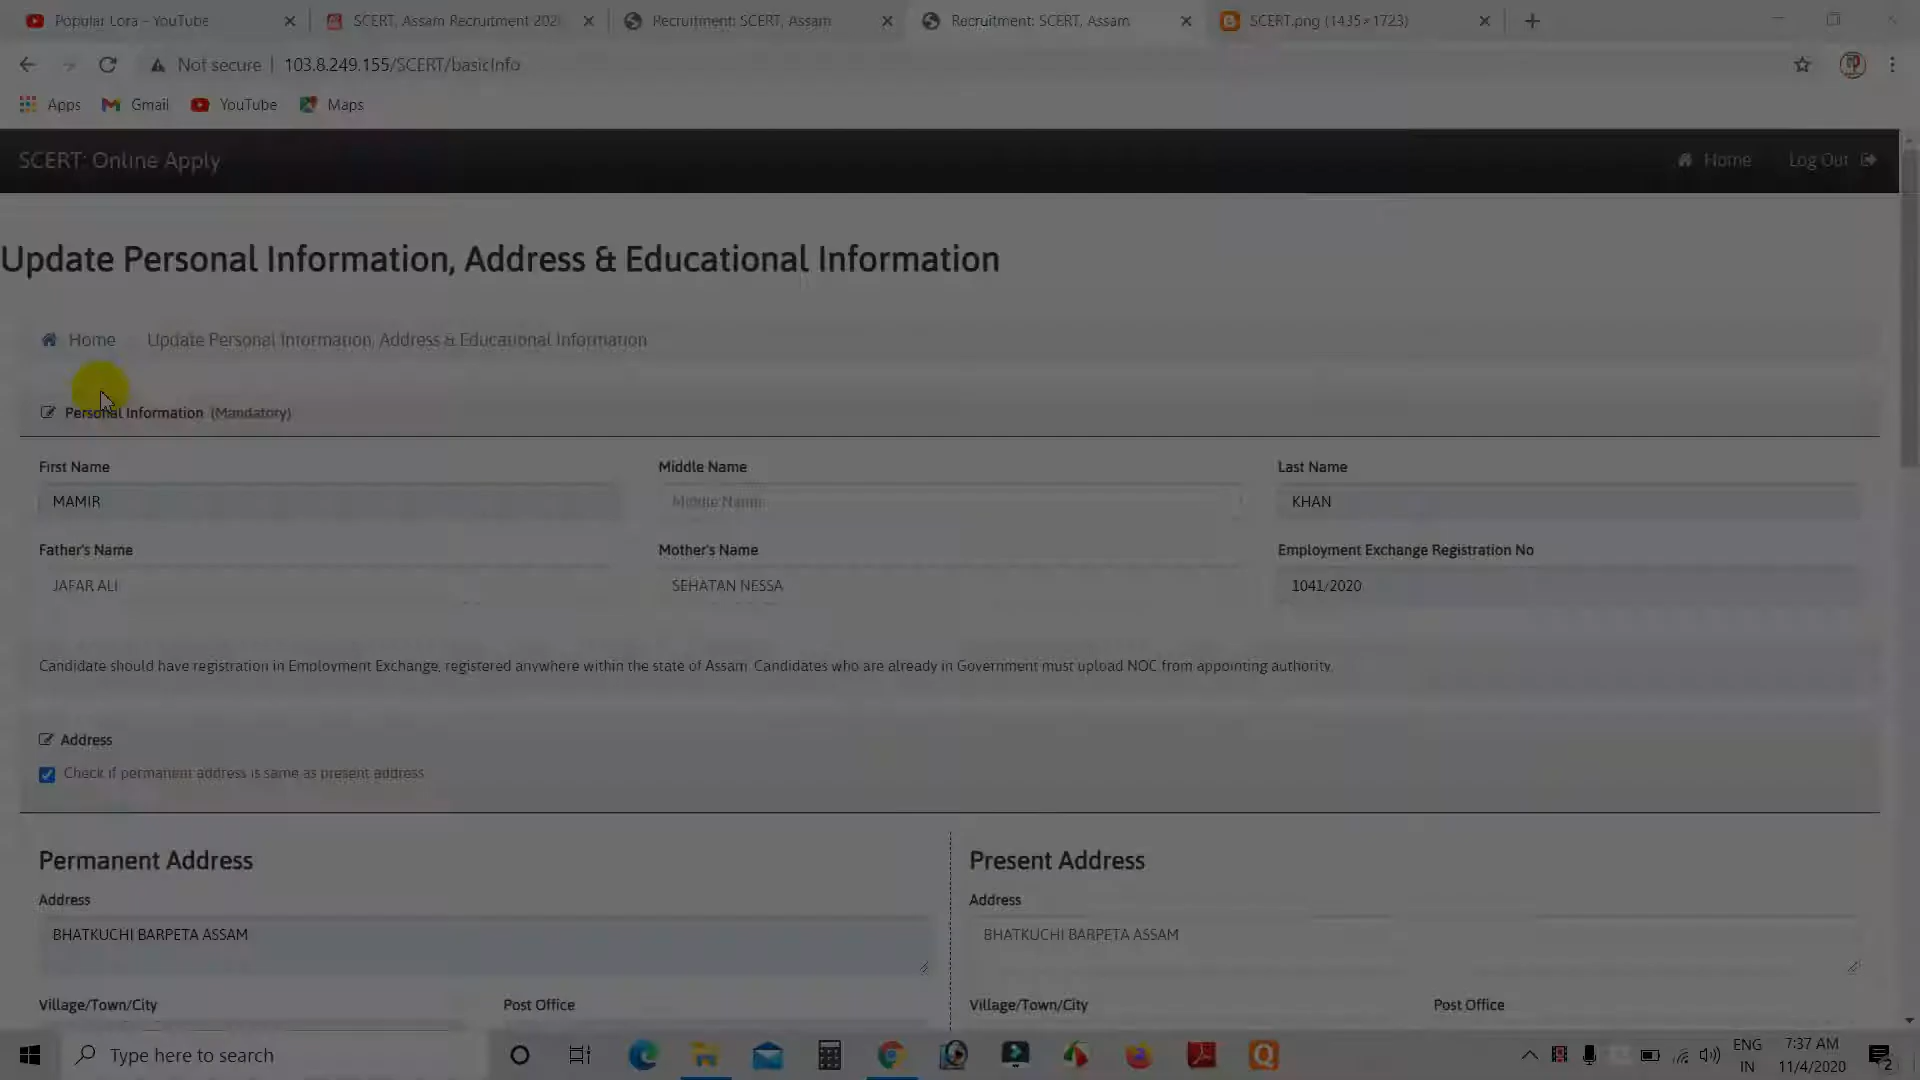 Popular Lora - YouTube
SCERT, Assam Recruitment 202
Recruitment: SCERT, Assam
Recruitment: SCERT, Assam
SCERT.png (1435×1723)
Not secure
103.8.249.155/SCERT/basicInfo
Apps
Gmail
YouTube
Maps
SCERT: Online Apply
Home
Log Out
Update Personal Information, Address & Educational Information
Home
Update Personal Information, Address & Educational Information
Personal Information (Mandatory)
First Name
Middle Name
Last Name
MAMIR
Middle Name
KHAN
Father's Name
Mother's Name
Employment Exchange Registration No
JAFAR ALI
SEHATAN NESSA
1041/2020
Candidate should have registration in Employment Exchange, registered anywhere within the state of Assam. Candidates who are already in Government must upload NOC from appointing authority.
Address
Check if permanent address is same as present address
Permanent Address
Present Address
Address
Address
BHATKUCHI BARPETA ASSAM
BHATKUCHI BARPETA ASSAM
Village/Town/City
Post Office
Village/Town/City
Post Office
Type here to search
ENG
IN
7:37 AM
11/4/2020
2